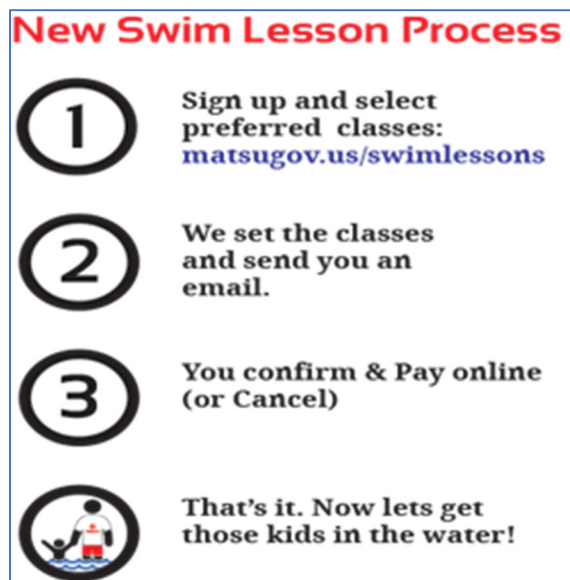 New Swim Lesson Process
1
Sign up and select
preferred classes:
matsugov.us/swimlessons
2
We set the classes
and send you an
email.
3
You confirm & Pay online
(or Cancel)
That's it. Now lets get
those kids in the water!